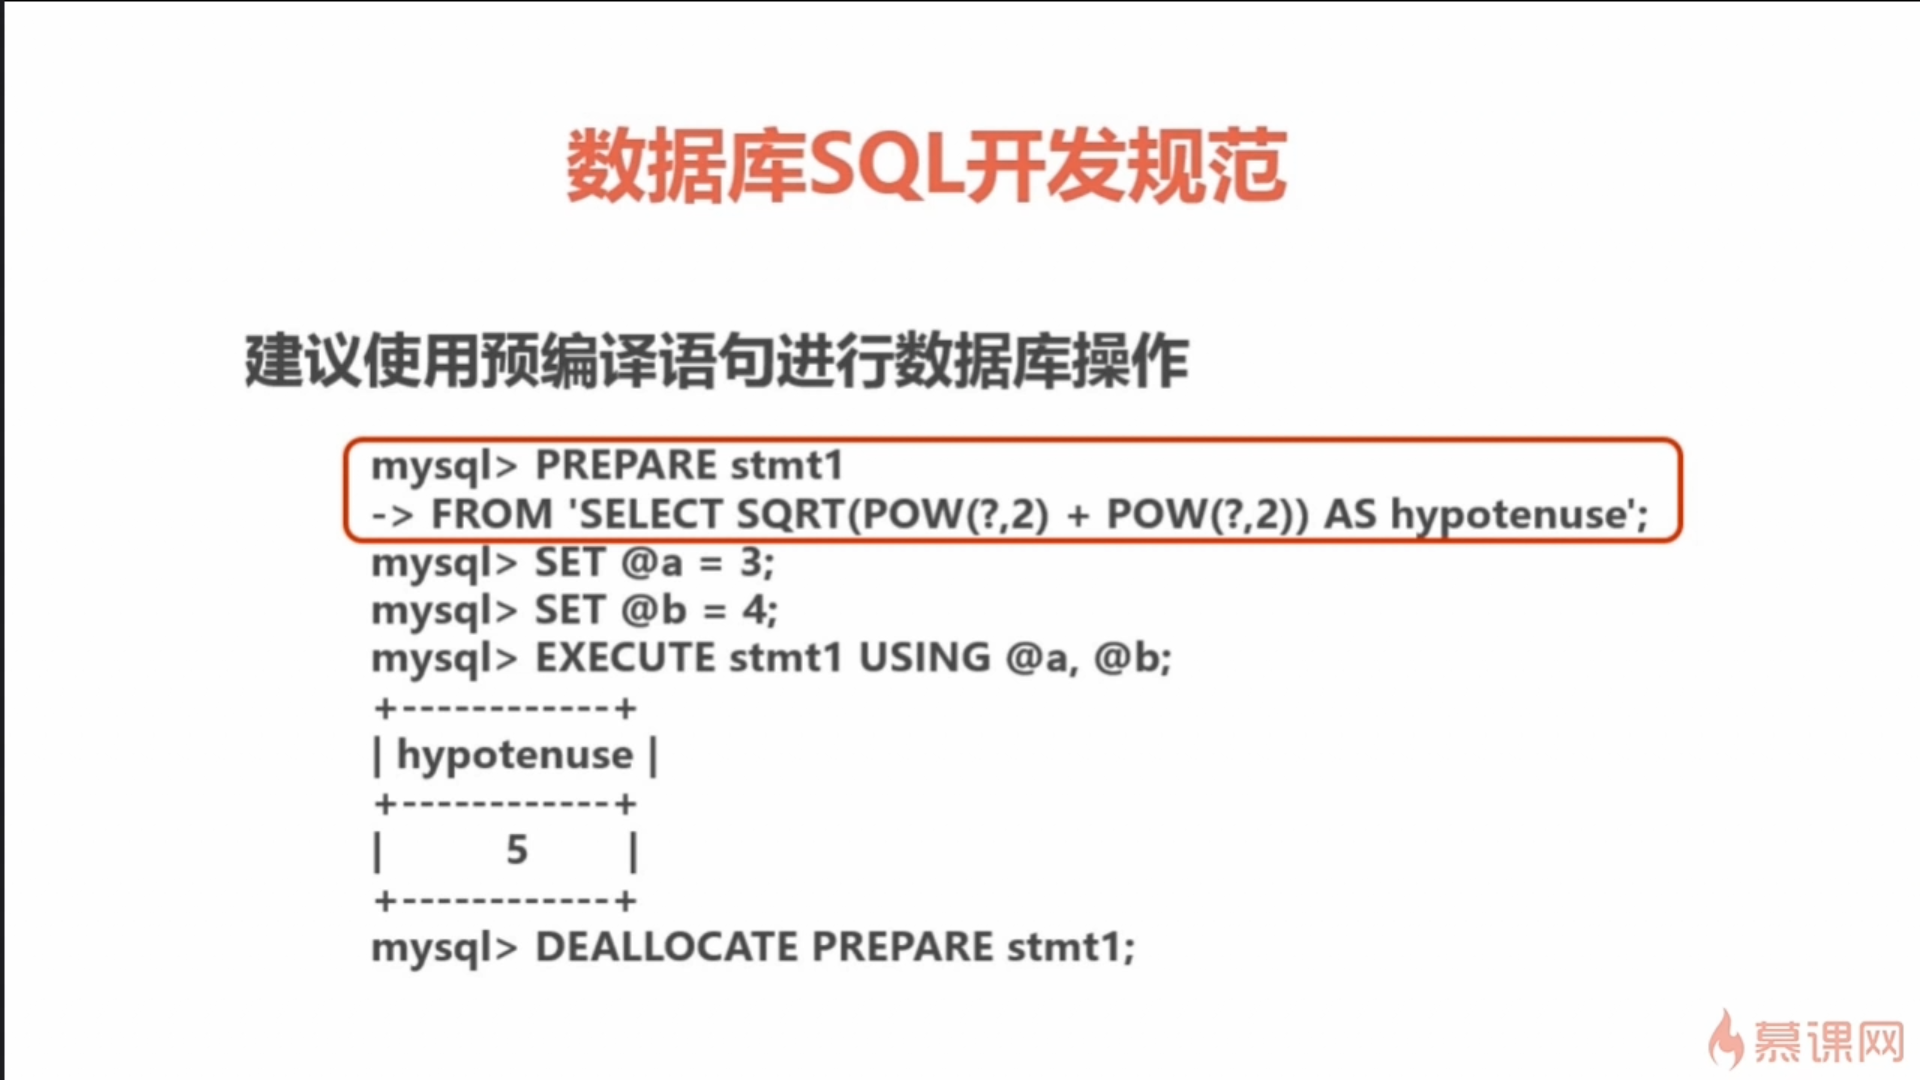 数据库SQL开发规范
建议使用预编译语句进行数据库操作
mysql> PREPARE stmt1
-> FROM 'SELECT SQRT(POW(?,2) + POW(?,2)) AS hypotenuse';
mysql> SET @a = 3;
mysql> SET @b = 4;
mysql> EXECUTE stmt1 USING @a, @b;
+------------+
| hypotenuse |
+------------+
| 5 |
+------------+
mysql> DEALLOCATE PREPARE stmt1;
慕课网